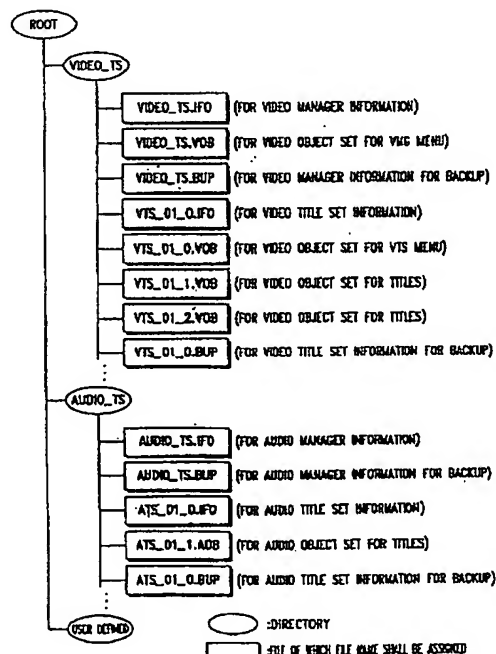 ROOT
VIDEO_TS
VIDEO_TS.IFO (FOR VIDEO MANAGER INFORMATION)
VIDEO_TS.VOB (FOR VIDEO OBJECT SET FOR VMG MENU)
VIDEO_TS.BUP (FOR VIDEO MANAGER INFORMATION FOR BACKUP)
VTS_01_0.IFO (FOR VIDEO TITLE SET INFORMATION)
VTS_01_0.VOB (FOR VIDEO OBJECT SET FOR VTS MENU)
VTS_01_1.VOB (FOR VIDEO OBJECT SET FOR TITLES)
VTS_01_2.VOB (FOR VIDEO OBJECT SET FOR TITLES)
VTS_01_0.BUP (FOR VIDEO TITLE SET INFORMATION FOR BACKUP)
AUDIO_TS
AUDIO_TS.IFO (FOR AUDIO MANAGER INFORMATION)
AUDIO_TS.BUP (FOR AUDIO MANAGER INFORMATION FOR BACKUP)
ATS_01_0.IFO (FOR AUDIO TITLE SET INFORMATION)
ATS_01_1.AOB (FOR AUDIO OBJECT SET FOR TITLES)
ATS_01_0.BUP (FOR AUDIO TITLE SET INFORMATION FOR BACKUP)
USER DEFINED
:DIRECTORY
:FILE OF WHICH FILE NAME SHALL BE ASSIGNED